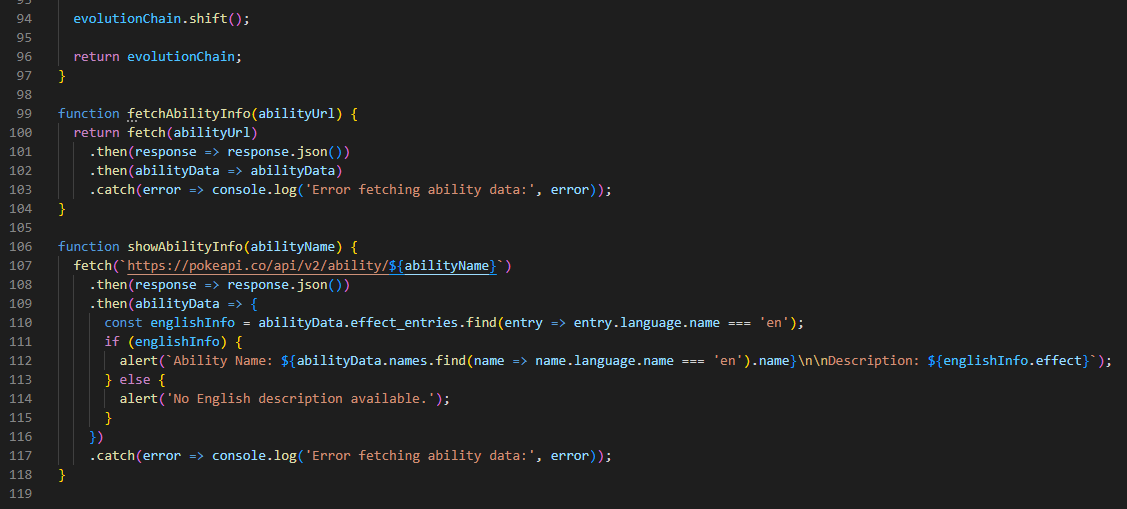 93
94 evolutionChain.shift();
95
96 return evolutionChain;
97 }
98
99 function fetchAbilityInfo(abilityUrl) {
100 return fetch(abilityUrl)
101 .then(response => response.json())
102 .then(abilityData => abilityData)
103 .catch(error => console.log('Error fetching ability data:', error));
104 }
105
106 function showAbilityInfo(abilityName) {
107 fetch(`https://pokeapi.co/api/v2/ability/${abilityName}`)
108 .then(response => response.json())
109 .then(abilityData => {
110 const englishInfo = abilityData.effect_entries.find(entry => entry.language.name === 'en');
111 if (englishInfo) {
112 alert(`Ability Name: ${abilityData.names.find(name => name.language.name === 'en').name}\n\nDescription: ${englishInfo.effect}`);
113 } else {
114 alert('No English description available.');
115 }
116 })
117 .catch(error => console.log('Error fetching ability data:', error));
118 }
119